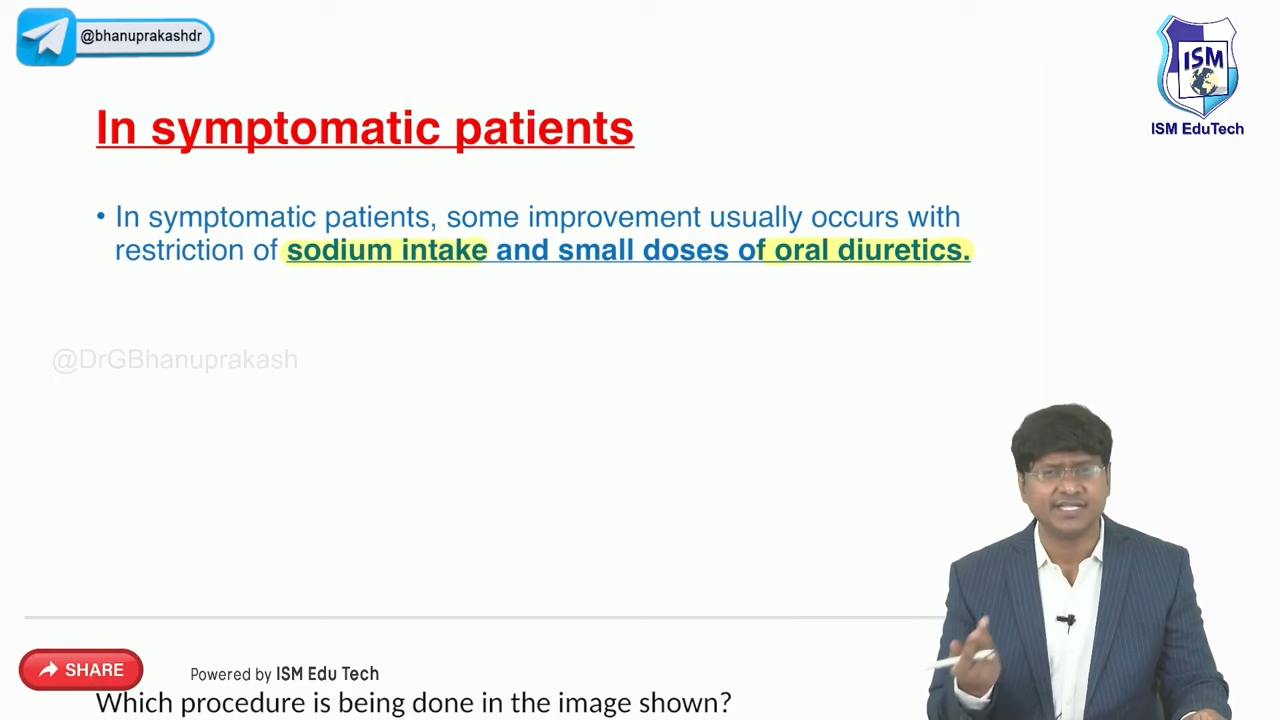 @bhanuprakashdr
ISM
ISM EduTech
In symptomatic patients
• In symptomatic patients, some improvement usually occurs with
restriction of sodium intake and small doses of oral diuretics.
@DrGBhanuprakash
SHARE
Powered by ISM Edu Tech
Which procedure is being done in the image shown?